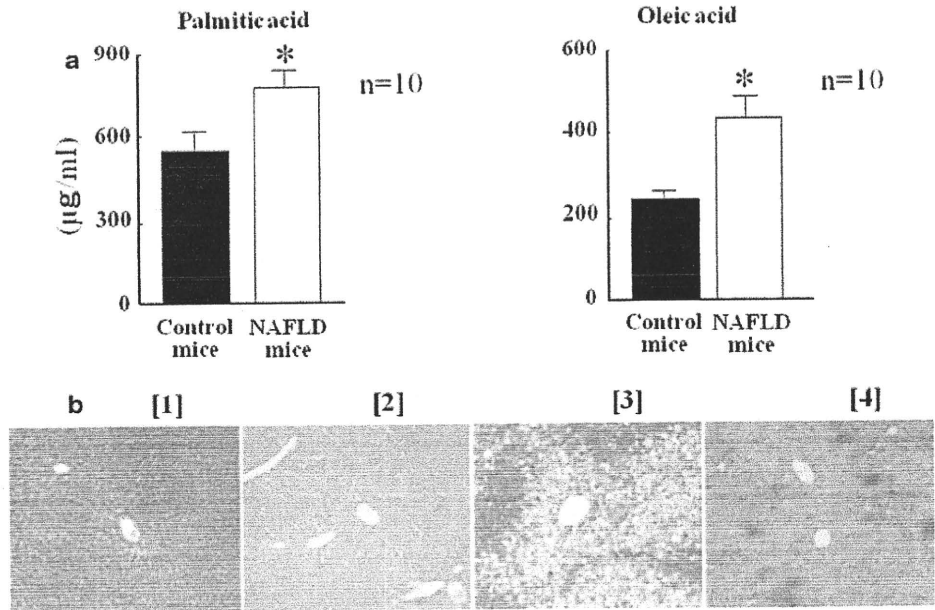 Palmitic acid
a
900
600
300
0
(µg/ml)
*
n=10
Control mice
NAFLD mice
Oleic acid
600
400
200
0
*
n=10
Control mice
NAFLD mice
b [1] [2] [3] [4]